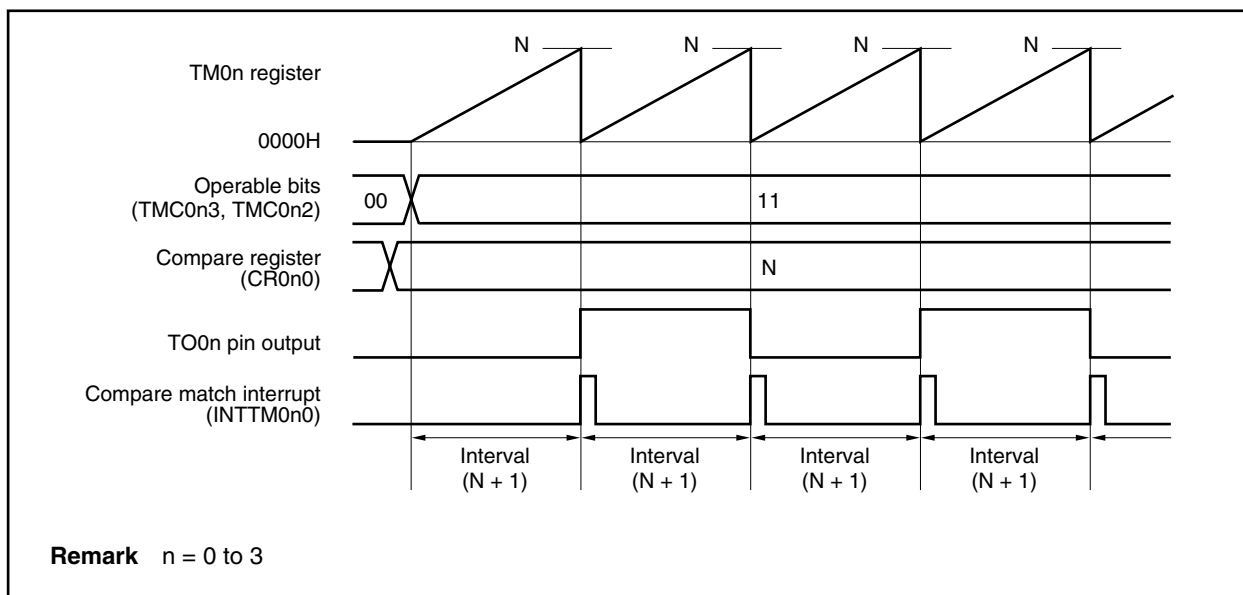 N N N N
TM0n register
0000H
Operable bits
(TMC0n3, TMC0n2)
00 11
Compare register
(CR0n0)
N
TO0n pin output
Compare match interrupt
(INTTM0n0)
Interval Interval Interval Interval
(N + 1) (N + 1) (N + 1) (N + 1)
Remark n = 0 to 3